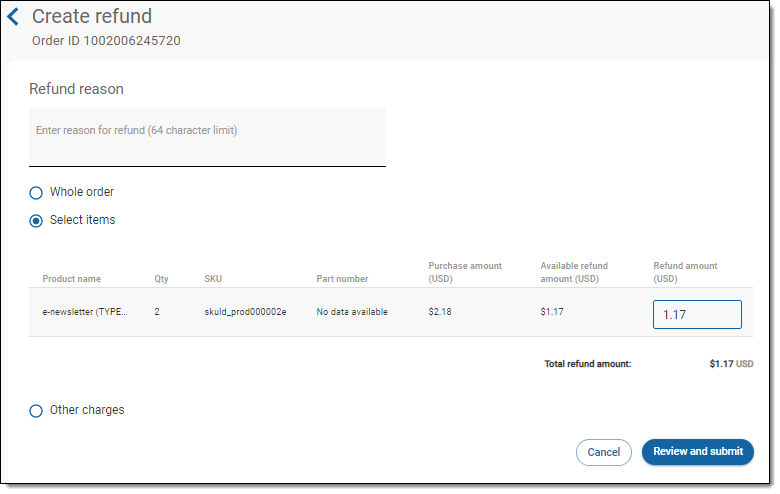 Create refund
Order ID 1002006245720
Refund reason
Enter reason for refund (64 character limit)
Whole order
Select items
Product name Qty SKU Part number Purchase amount (USD) Available refund amount (USD) Refund amount (USD)
e-newsletter (TYPE... 2 skuId_prod000002e No data available $2.18 $1.17 1.17
Total refund amount: $1.17 USD
Other charges
Cancel Review and submit